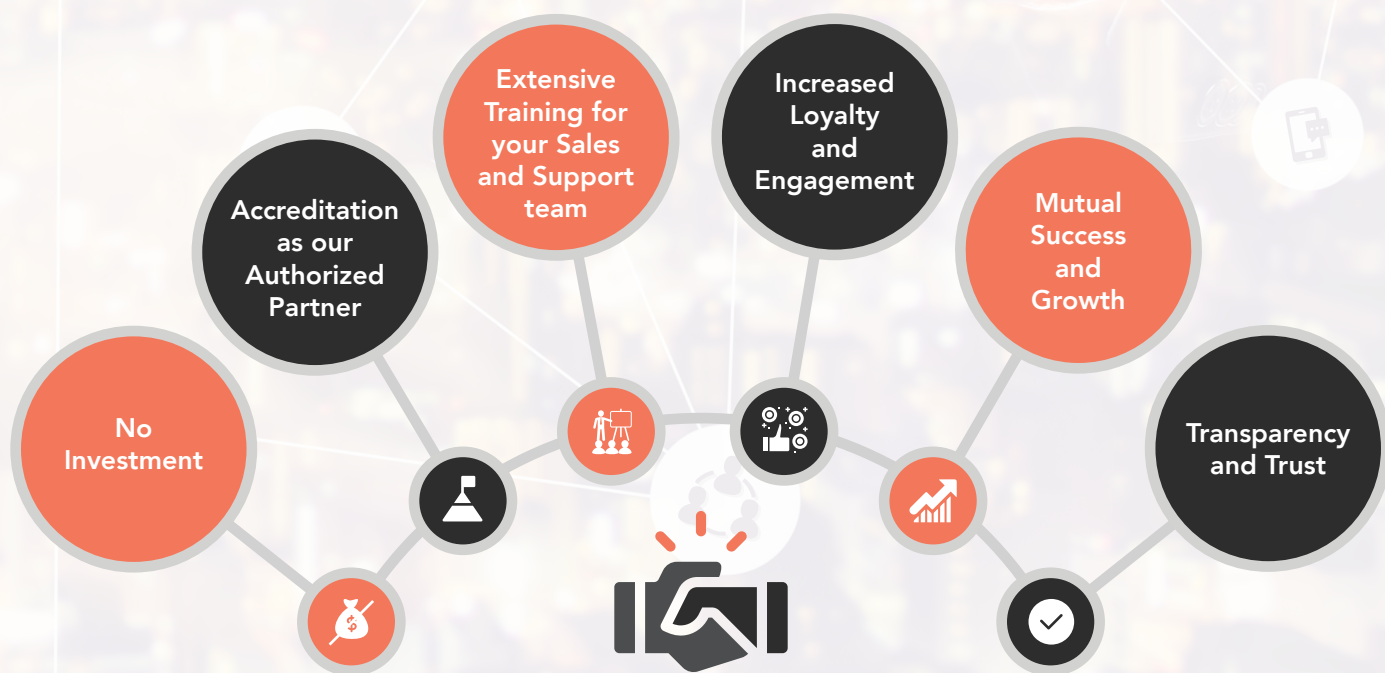 No
Investment
Accreditation
as our
Authorized
Partner
Extensive
Training for
your Sales
and Support
team
Increased
Loyalty
and
Engagement
Mutual
Success
and
Growth
Transparency
and Trust